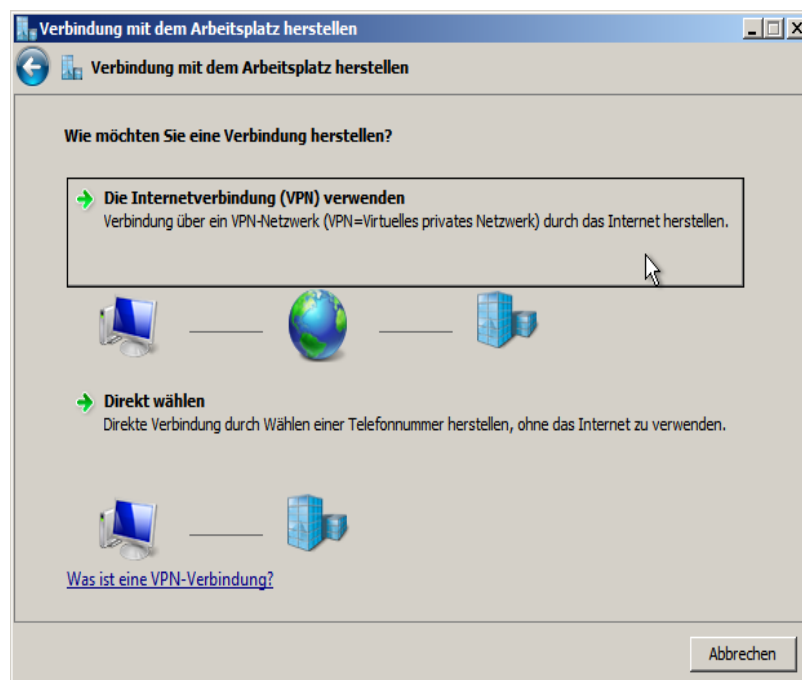 Verbindung mit dem Arbeitsplatz herstellen
Verbindung mit dem Arbeitsplatz herstellen
Wie möchten Sie eine Verbindung herstellen?
Die Internetverbindung (VPN) verwenden
Verbindung über ein VPN-Netzwerk (VPN=Virtuelles privates Netzwerk) durch das Internet herstellen.
Direkt wählen
Direkte Verbindung durch Wählen einer Telefonnummer herstellen, ohne das Internet zu verwenden.
Was ist eine VPN-Verbindung?
Abbrechen